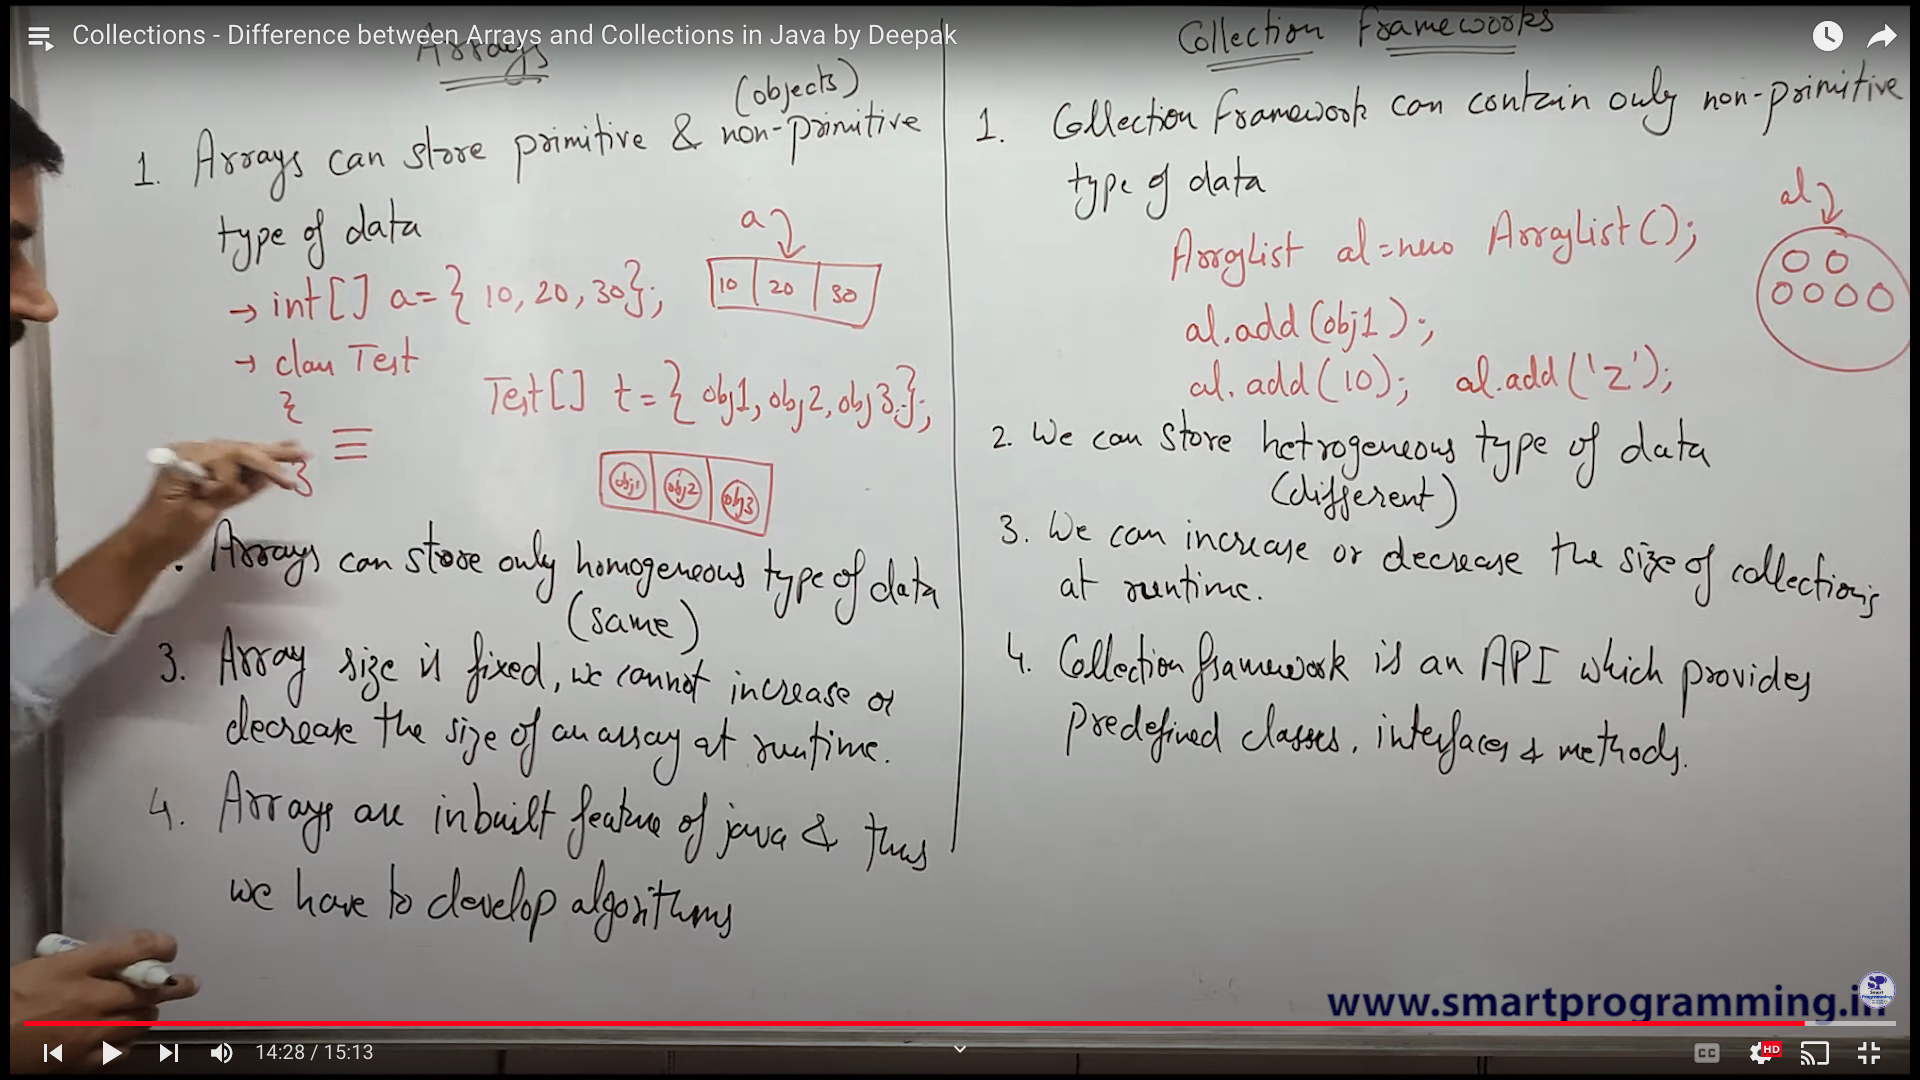 Collections - Difference between Arrays and Collections in Java by Deepak
Arrays
(objects)
1. Arrays can store primitive & non-primitive
type of data
a
→ int[] a={10,20,30};
10 20 30
→ class Test
{
}
Test[] t={obj1, obj2, obj3};
obj1 obj2 obj3
. Arrays can store only homogeneous type of data
(same)
3. Array size is fixed, we cannot increase or
decrease the size of an array at runtime.
4. Arrays are inbuilt feature of java & thus
we have to develop algorithms
Collection Frameworks
1. Collection Framework can contain only non-primitive
type of data
al
ArrayList al=new ArrayList();
al.add(obj1);
al.add(10); al.add('z');
2. We can store hetrogeneous type of data
(different)
3. We can increase or decrease the size of collections
at runtime.
4. Collection framework is an API which provides
predefined classes, interfaces & methods.
www.smartprogramming.in
14:28 / 15:13
CC
HD